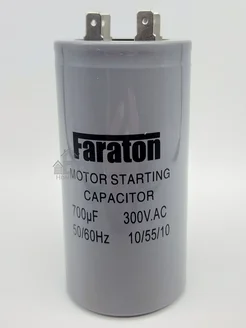 Faraton
MOTOR STARTING
CAPACITOR
700µF 300V.AC
50/60Hz 10/55/10